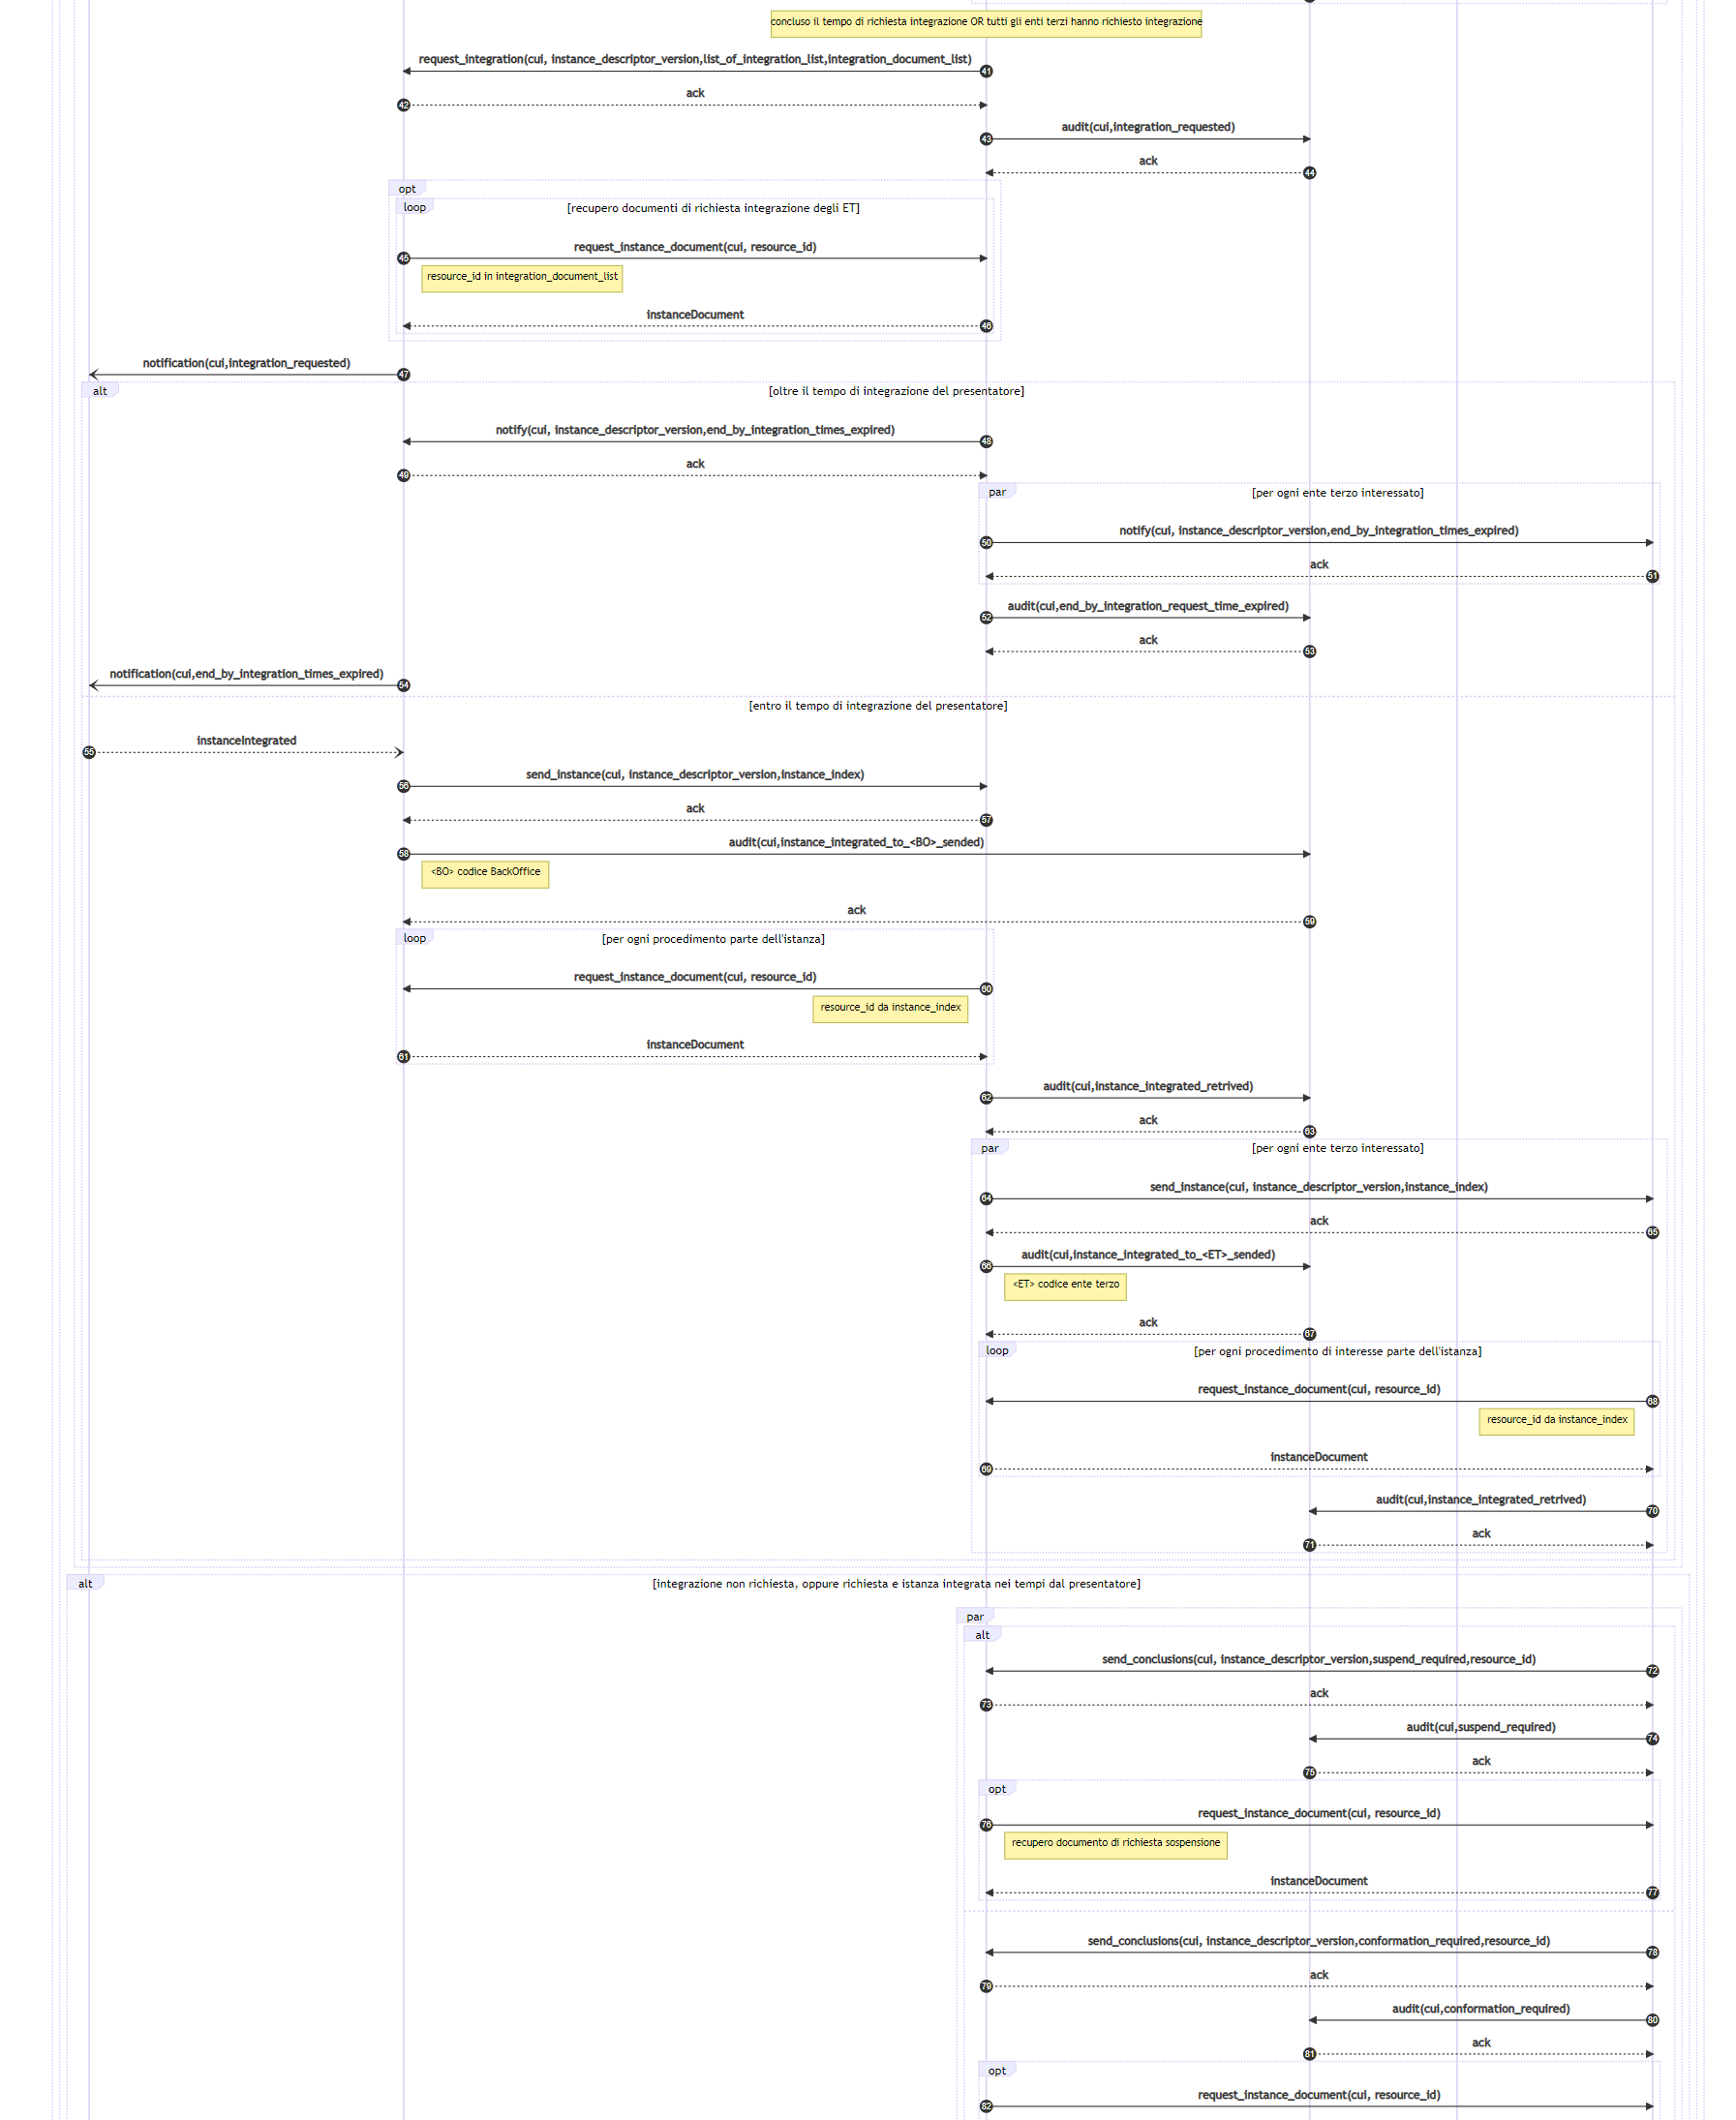 concluso il tempo di richiesta integrazione OR tutti gli enti terzi hanno richiesto integrazione
request_integration(cui, instance_descriptor_version,list_of_integration_list,integration_document_list)
41
ack
42
audit(cui,integration_requested)
43
ack
44
opt
loop
[recupero documenti di richiesta integrazione degli ET]
request_instance_document(cui, resource_id)
45
resource_id in integration_document_list
instanceDocument
46
notification(cui,integration_requested)
47
alt
[oltre il tempo di integrazione del presentatore]
notify(cui, instance_descriptor_version,end_by_integration_times_expired)
48
ack
49
par
[per ogni ente terzo interessato]
notify(cui, instance_descriptor_version,end_by_integration_times_expired)
50
ack
51
audit(cui,end_by_integration_request_time_expired)
52
ack
53
notification(cui,end_by_integration_times_expired)
54
[entro il tempo di integrazione del presentatore]
instanceIntegrated
55
send_instance(cui, instance_descriptor_version,instance_index)
56
ack
57
audit(cui,instance_integrated_to_<BO>_sended)
58
<BO> codice BackOffice
ack
59
loop
[per ogni procedimento parte dell'istanza]
request_instance_document(cui, resource_id)
60
resource_id da instance_index
instanceDocument
61
audit(cui,instance_integrated_retrived)
62
ack
63
par
[per ogni ente terzo interessato]
send_instance(cui, instance_descriptor_version,instance_index)
64
ack
65
audit(cui,instance_integrated_to_<ET>_sended)
66
<ET> codice ente terzo
ack
67
loop
[per ogni procedimento di interesse parte dell'istanza]
request_instance_document(cui, resource_id)
68
resource_id da instance_index
instanceDocument
69
audit(cui,instance_integrated_retrived)
70
ack
71
alt
[integrazione non richiesta, oppure richiesta e istanza integrata nei tempi dal presentatore]
par
alt
send_conclusions(cui, instance_descriptor_version,suspend_required,resource_id)
72
ack
73
audit(cui,suspend_required)
74
ack
75
opt
request_instance_document(cui, resource_id)
76
recupero documento di richiesta sospensione
instanceDocument
77
send_conclusions(cui, instance_descriptor_version,conformation_required,resource_id)
78
ack
79
audit(cui,conformation_required)
80
ack
81
opt
request_instance_document(cui, resource_id)
82